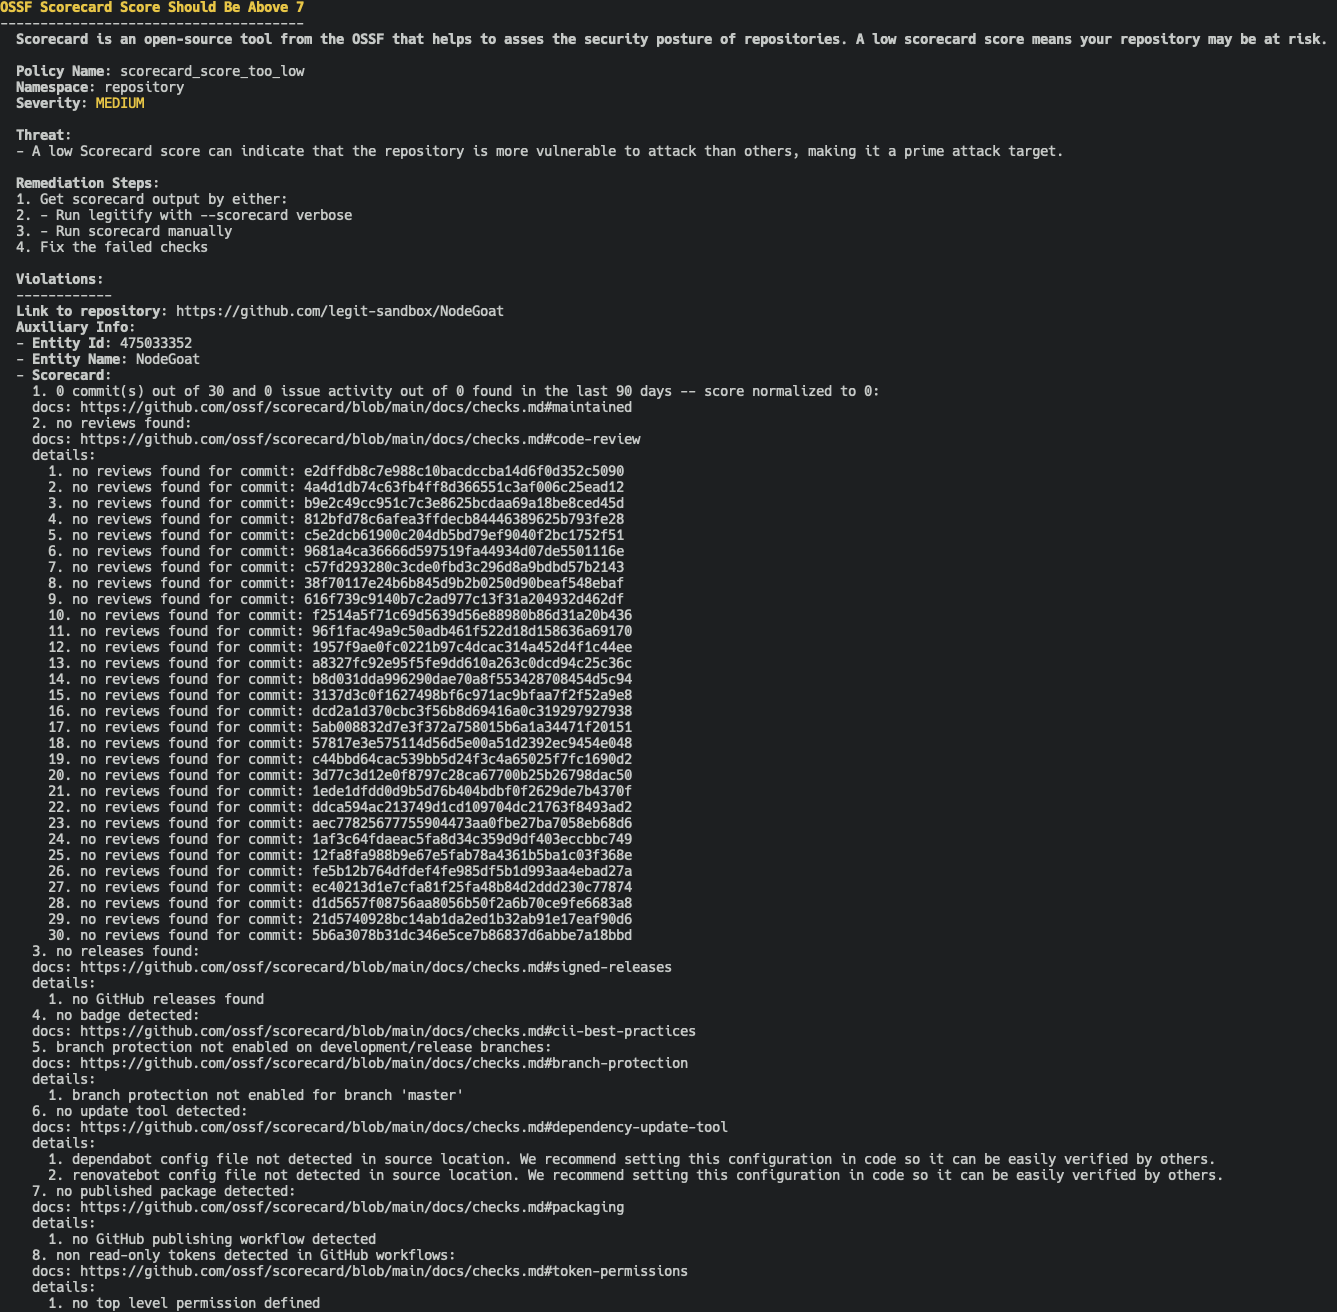 OSSF Scorecard Score Should Be Above 7
--------------------------------------
Scorecard is an open-source tool from the OSSF that helps to asses the security posture of repositories. A low scorecard score means your repository may be at risk.
Policy Name: scorecard_score_too_low
Namespace: repository
Severity: MEDIUM
Threat:
- A low Scorecard score can indicate that the repository is more vulnerable to attack than others, making it a prime attack target.
Remediation Steps:
1. Get scorecard output by either:
2. - Run legitify with --scorecard verbose
3. - Run scorecard manually
4. Fix the failed checks
Violations:
------------
Link to repository: https://github.com/legit-sandbox/NodeGoat
Auxiliary Info:
- Entity Id: 475033352
- Entity Name: NodeGoat
- Scorecard:
1. 0 commit(s) out of 30 and 0 issue activity out of 0 found in the last 90 days -- score normalized to 0:
docs: https://github.com/ossf/scorecard/blob/main/docs/checks.md#maintained
2. no reviews found:
docs: https://github.com/ossf/scorecard/blob/main/docs/checks.md#code-review
details:
1. no reviews found for commit: e2dffdb8c7e988c10bacdccba14d6f0d352c5090
2. no reviews found for commit: 4a4d1db74c63fb4ff8d366551c3af006c25ead12
3. no reviews found for commit: b9e2c49cc951c7c3e8625bcdaa69a18be8ced45d
4. no reviews found for commit: 812bfd78c6afea3ffdecb84446389625b793fe28
5. no reviews found for commit: c5e2dcb61900c204db5bd79ef9040f2bc1752f51
6. no reviews found for commit: 9681a4ca36666d597519fa44934d07de5501116e
7. no reviews found for commit: c57fd293280c3cde0fbd3c296d8a9bdbd57b2143
8. no reviews found for commit: 38f70117e24b6b845d9b2b0250d90beaf548ebaf
9. no reviews found for commit: 616f739c9140b7c2ad977c13f31a204932d462df
10. no reviews found for commit: f2514a5f71c69d5639d56e88980b86d31a20b436
11. no reviews found for commit: 96f1fac49a9c50adb461f522d18d158636a69170
12. no reviews found for commit: 1957f9ae0fc0221b97c4dcac314a452d4f1c44ee
13. no reviews found for commit: a8327fc92e95f5fe9dd610a263c0dcd94c25c36c
14. no reviews found for commit: b8d031dda996290dae70a8f553428708454d5c94
15. no reviews found for commit: 3137d3c0f1627498bf6c971ac9bfaa7f2f52a9e8
16. no reviews found for commit: dcd2a1d370cbc3f56b8d69416a0c319297927938
17. no reviews found for commit: 5ab008832d7e3f372a758015b6a1a34471f20151
18. no reviews found for commit: 57817e3e575114d56d5e00a51d2392ec9454e048
19. no reviews found for commit: c44bbd64cac539bb5d24f3c4a65025f7fc1690d2
20. no reviews found for commit: 3d77c3d12e0f8797c28ca67700b25b26798dac50
21. no reviews found for commit: 1ede1dfdd0d9b5d76b404bdbf0f2629de7b4370f
22. no reviews found for commit: ddca594ac213749d1cd109704dc21763f8493ad2
23. no reviews found for commit: aec77825677755904473aa0fbe27ba7058eb68d6
24. no reviews found for commit: 1af3c64fdaeac5fa8d34c359d9df403eccbbc749
25. no reviews found for commit: 12fa8fa988b9e67e5fab78a4361b5ba1c03f368e
26. no reviews found for commit: fe5b12b764dfdef4fe985df5b1d993aa4ebad27a
27. no reviews found for commit: ec40213d1e7cfa81f25fa48b84d2ddd230c77874
28. no reviews found for commit: d1d5657f08756aa8056b50f2a6b70ce9fe6683a8
29. no reviews found for commit: 21d5740928bc14ab1da2ed1b32ab91e17eaf90d6
30. no reviews found for commit: 5b6a3078b31dc346e5ce7b86837d6abbe7a18bbd
3. no releases found:
docs: https://github.com/ossf/scorecard/blob/main/docs/checks.md#signed-releases
details:
1. no GitHub releases found
4. no badge detected:
docs: https://github.com/ossf/scorecard/blob/main/docs/checks.md#cii-best-practices
5. branch protection not enabled on development/release branches:
docs: https://github.com/ossf/scorecard/blob/main/docs/checks.md#branch-protection
details:
1. branch protection not enabled for branch 'master'
6. no update tool detected:
docs: https://github.com/ossf/scorecard/blob/main/docs/checks.md#dependency-update-tool
details:
1. dependabot config file not detected in source location. We recommend setting this configuration in code so it can be easily verified by others.
2. renovatebot config file not detected in source location. We recommend setting this configuration in code so it can be easily verified by others.
7. no published package detected:
docs: https://github.com/ossf/scorecard/blob/main/docs/checks.md#packaging
details:
1. no GitHub publishing workflow detected
8. non read-only tokens detected in GitHub workflows:
docs: https://github.com/ossf/scorecard/blob/main/docs/checks.md#token-permissions
details:
1. no top level permission defined